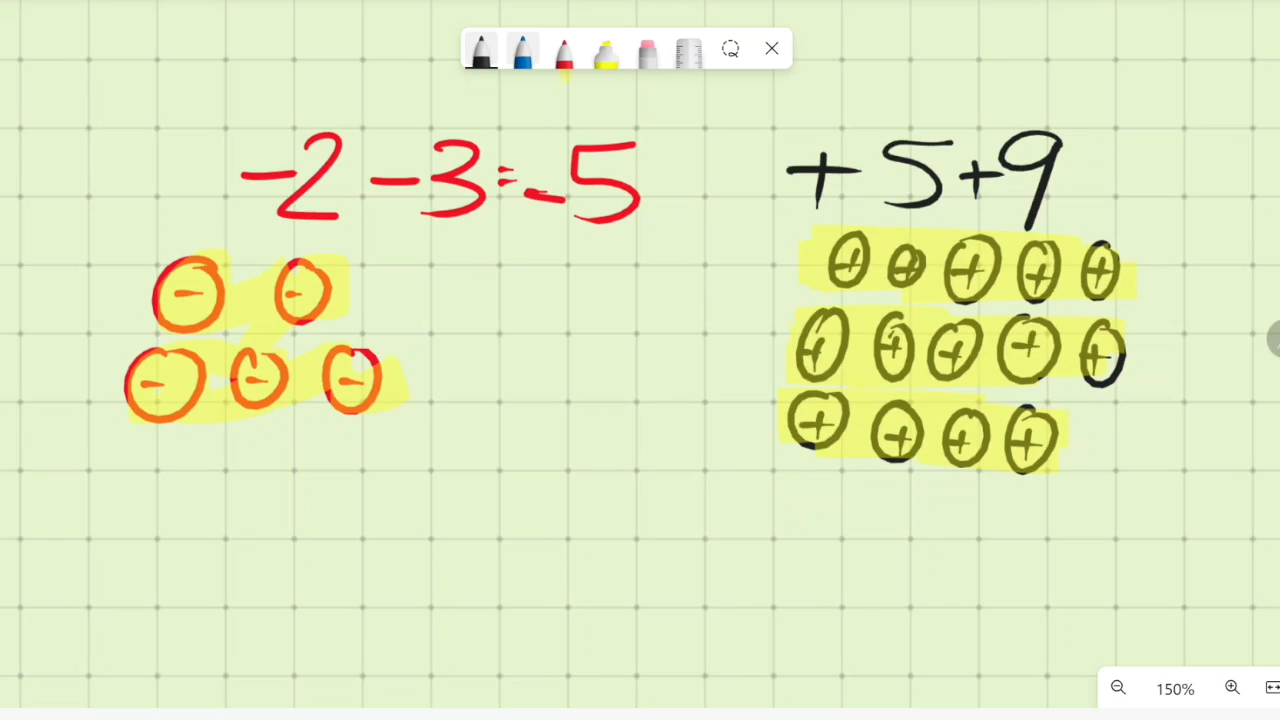 -2 -3 = -5
+5+9
- -
- - -
+ + + + +
+ + + + +
+ + + +
150%